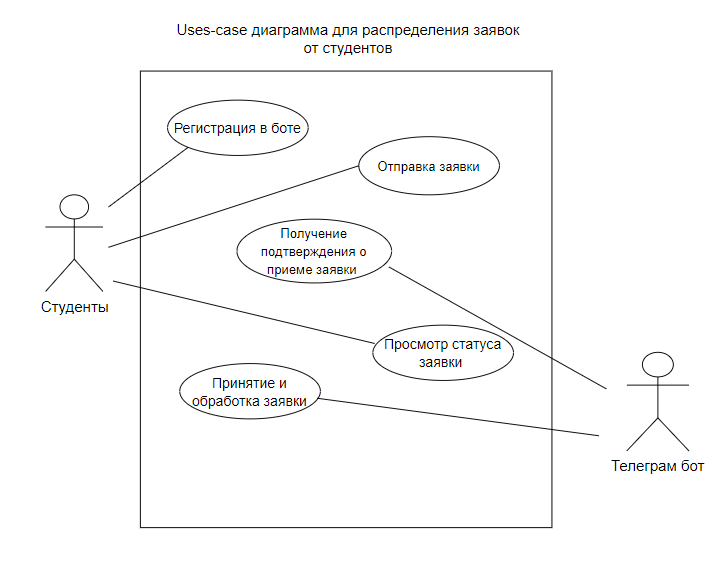 Uses-case диаграмма для распределения заявок
от студентов
Регистрация в боте
Отправка заявки
Получение
подтверждения о
приеме заявки
Студенты
Просмотр статуса
заявки
Принятие и
обработка заявки
Телеграм бот